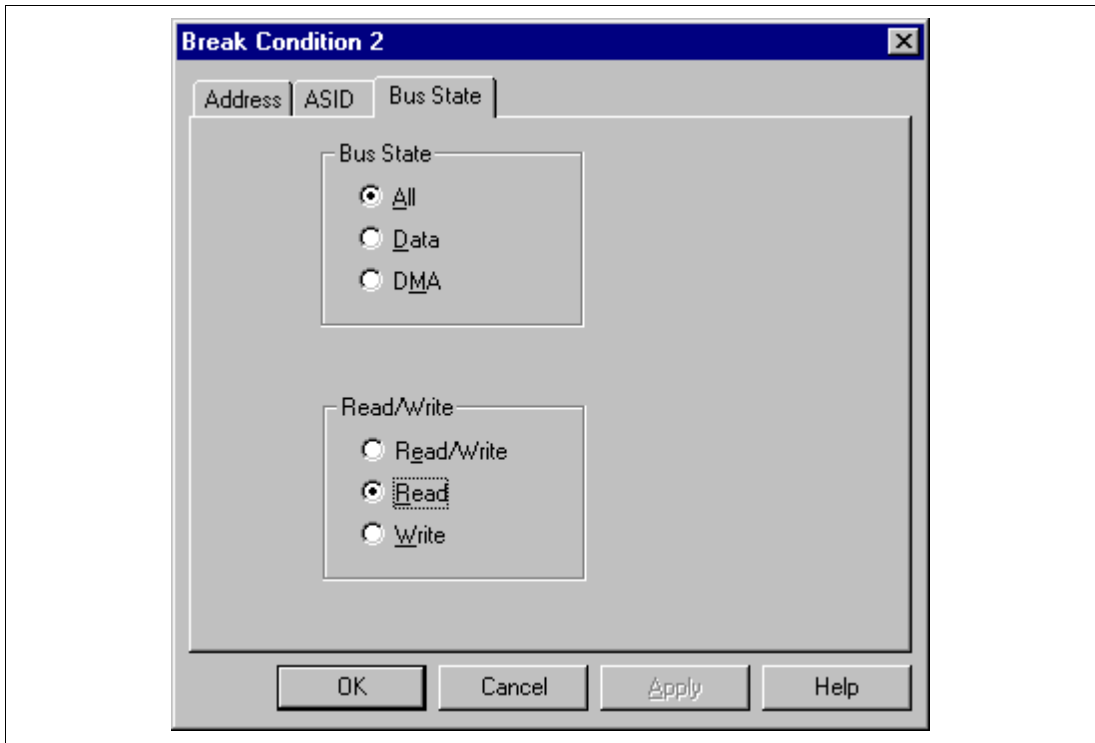 Break Condition 2
Address ASID Bus State
Bus State
All
Data
DMA
Read/Write
Read/Write
Read
Write
OK Cancel Apply Help